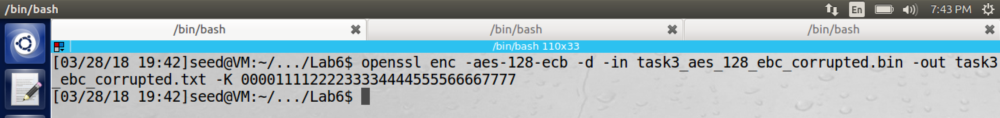 /bin/bash
En
7:43 PM
/bin/bash
/bin/bash
/bin/bash
/bin/bash 110x33
[03/28/18 19:42]seed@VM:~/.../Lab6$ openssl enc -aes-128-ecb -d -in task3_aes_128_ebc_corrupted.bin -out task3
_ebc_corrupted.txt -K 00001111222233334444555566667777
[03/28/18 19:42]seed@VM:~/.../Lab6$